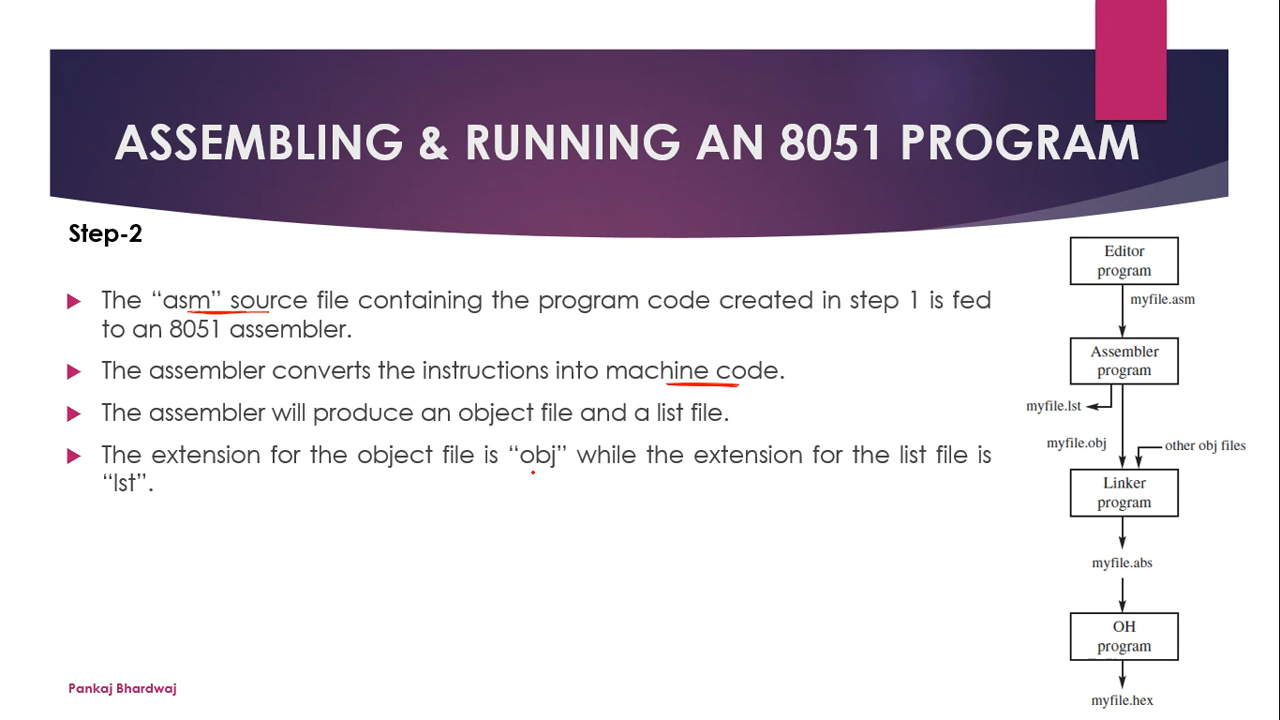 ASSEMBLING & RUNNING AN 8051 PROGRAM
Step-2
The “asm” source file containing the program code created in step 1 is fed
to an 8051 assembler.
The assembler converts the instructions into machine code.
The assembler will produce an object file and a list file.
The extension for the object file is “obj” while the extension for the list file is
“lst”.
Editor
program
myfile.asm
Assembler
program
myfile.lst
myfile.obj
other obj files
Linker
program
myfile.abs
OH
program
myfile.hex
Pankaj Bhardwaj